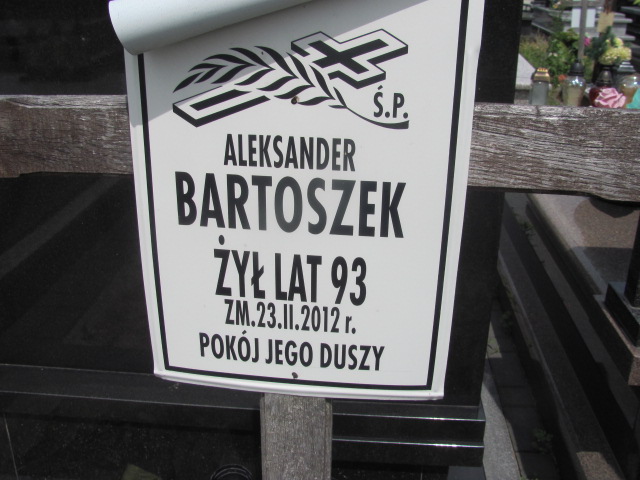 Ś.P.
ALEKSANDER
BARTOSZEK
ŻYŁ LAT 93
ZM.23.II.2012 r.
POKÓJ JEGO DUSZY